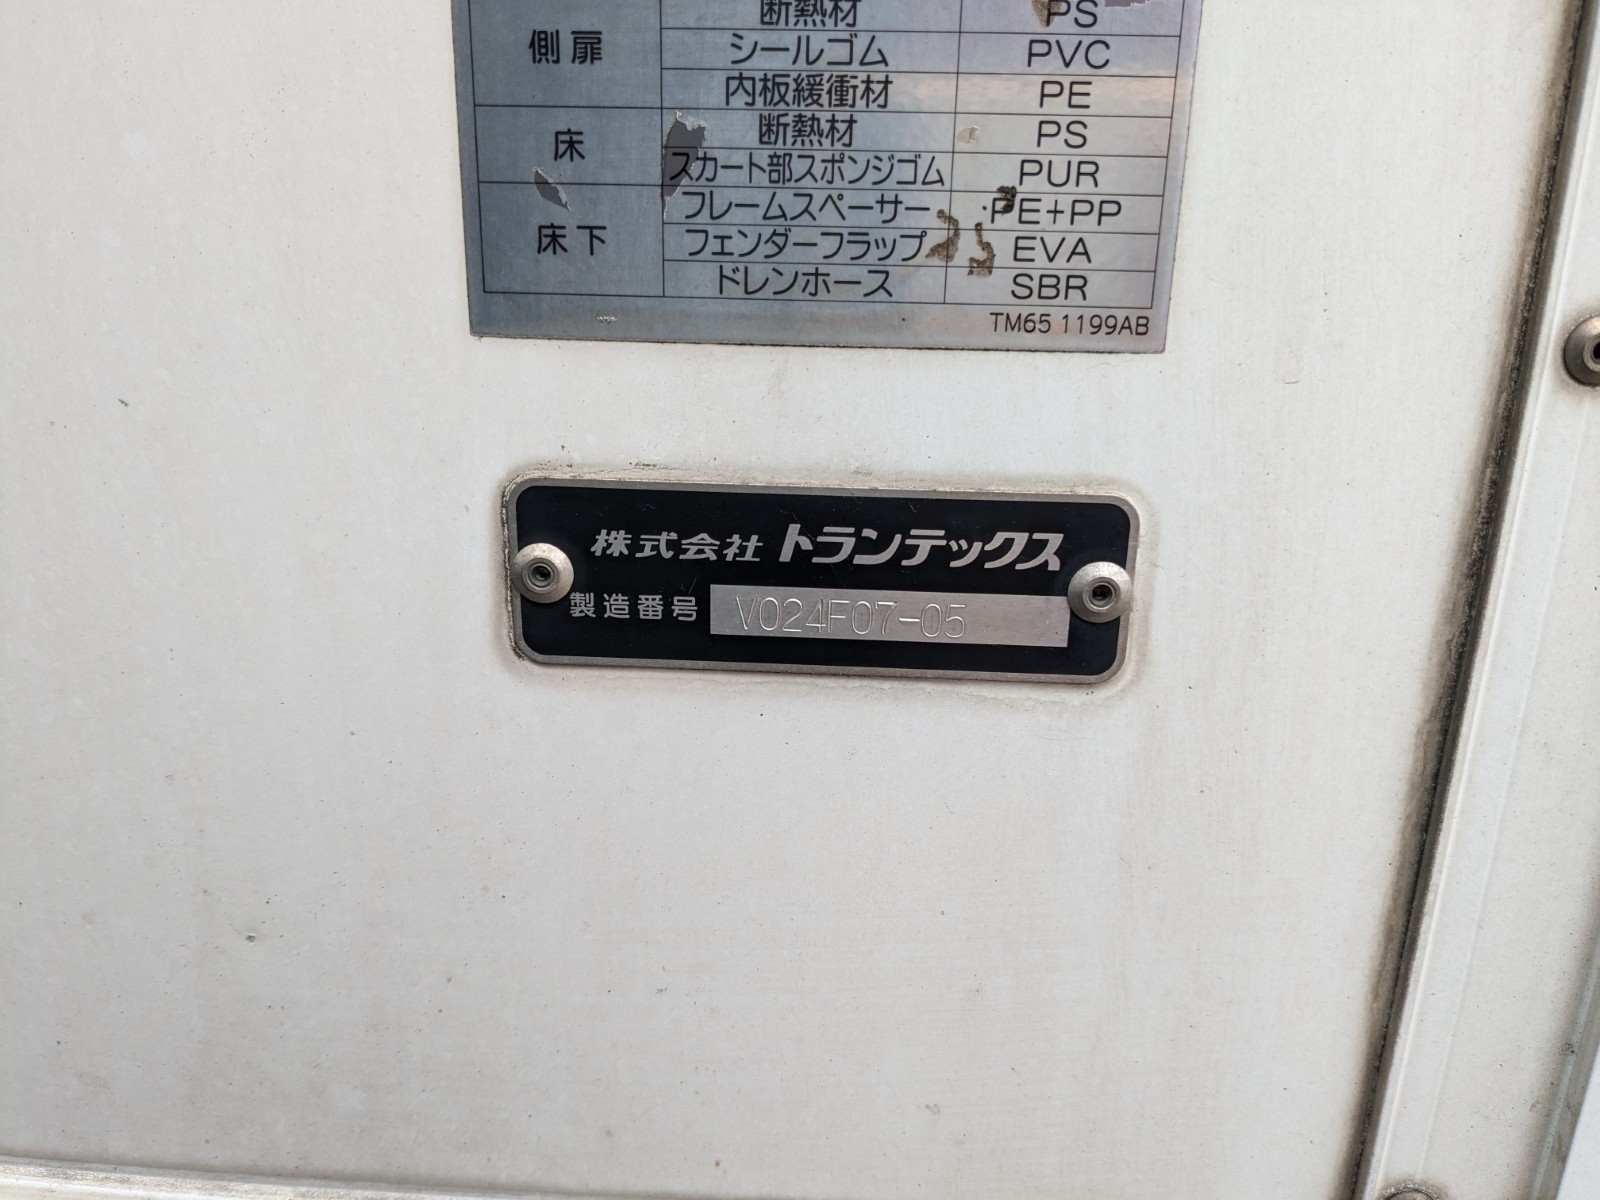 断熱材 PS
側扉 シールゴム PVC
内板緩衝材 PE
床 断熱材 PS
スカート部スポンジゴム PUR
フレームスペーサー PE+PP
床下 フェンダーフラップ EVA
ドレンホース SBR
TM65 1199AB
株式会社 トランテックス
製造番号 V024F07-05